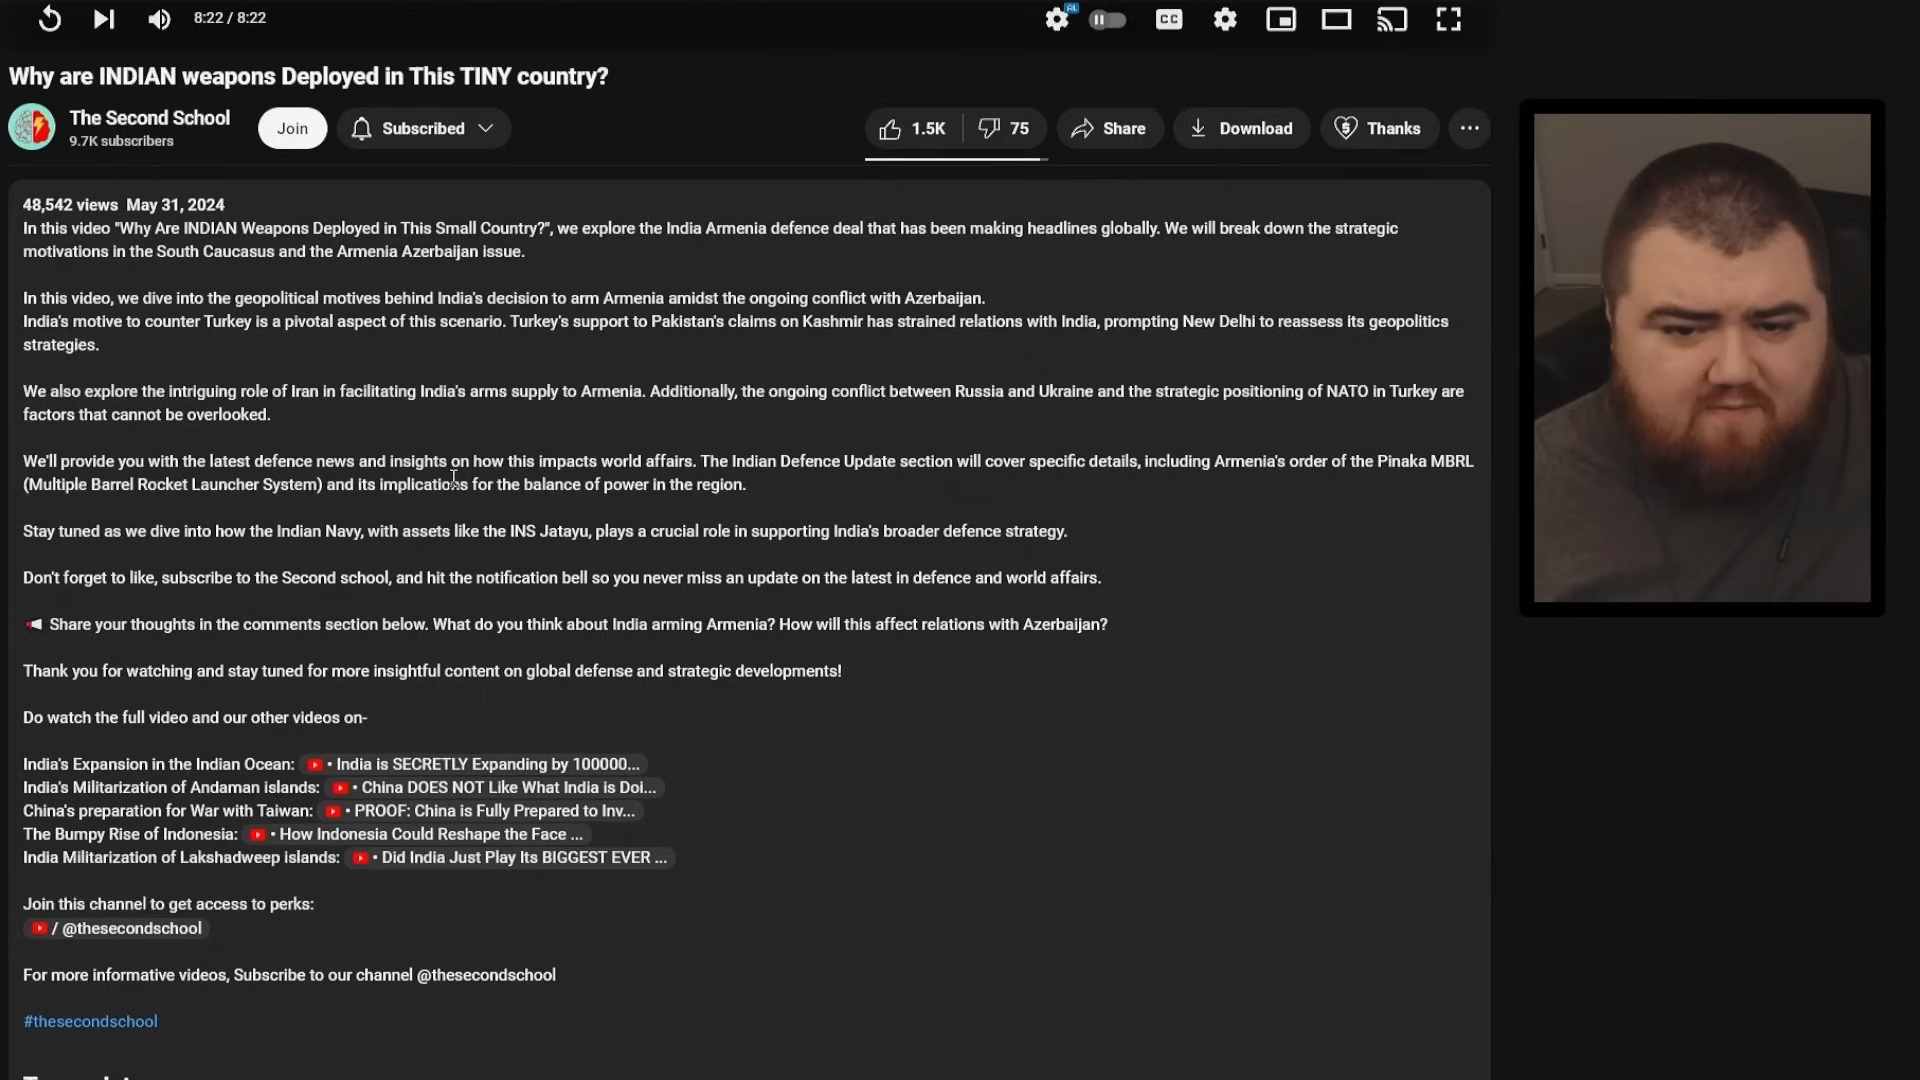 8:22 / 8:22
CC
Why are INDIAN weapons Deployed in This TINY country?
The Second School
9.7K subscribers
Join
Subscribed
1.5K
75
Share
Download
Thanks
48,542 views May 31, 2024
In this video "Why Are INDIAN Weapons Deployed in This Small Country?", we explore the India Armenia defence deal that has been making headlines globally. We will break down the strategic
motivations in the South Caucasus and the Armenia Azerbaijan issue.
In this video, we dive into the geopolitical motives behind India's decision to arm Armenia amidst the ongoing conflict with Azerbaijan.
India's motive to counter Turkey is a pivotal aspect of this scenario. Turkey's support to Pakistan's claims on Kashmir has strained relations with India, prompting New Delhi to reassess its geopolitics
strategies.
We also explore the intriguing role of Iran in facilitating India's arms supply to Armenia. Additionally, the ongoing conflict between Russia and Ukraine and the strategic positioning of NATO in Turkey are
factors that cannot be overlooked.
We'll provide you with the latest defence news and insights on how this impacts world affairs. The Indian Defence Update section will cover specific details, including Armenia's order of the Pinaka MBRL
(Multiple Barrel Rocket Launcher System) and its implications for the balance of power in the region.
Stay tuned as we dive into how the Indian Navy, with assets like the INS Jatayu, plays a crucial role in supporting India's broader defence strategy.
Don't forget to like, subscribe to the Second school, and hit the notification bell so you never miss an update on the latest in defence and world affairs.
📢 Share your thoughts in the comments section below. What do you think about India arming Armenia? How will this affect relations with Azerbaijan?
Thank you for watching and stay tuned for more insightful content on global defense and strategic developments!
Do watch the full video and our other videos on-
India's Expansion in the Indian Ocean: • India is SECRETLY Expanding by 100000...
India's Militarization of Andaman islands: • China DOES NOT Like What India is Doi...
China's preparation for War with Taiwan: • PROOF: China is Fully Prepared to Inv...
The Bumpy Rise of Indonesia: • How Indonesia Could Reshape the Face ...
India Militarization of Lakshadweep islands: • Did India Just Play Its BIGGEST EVER ...
Join this channel to get access to perks:
/ @thesecondschool
For more informative videos, Subscribe to our channel @thesecondschool
#thesecondschool